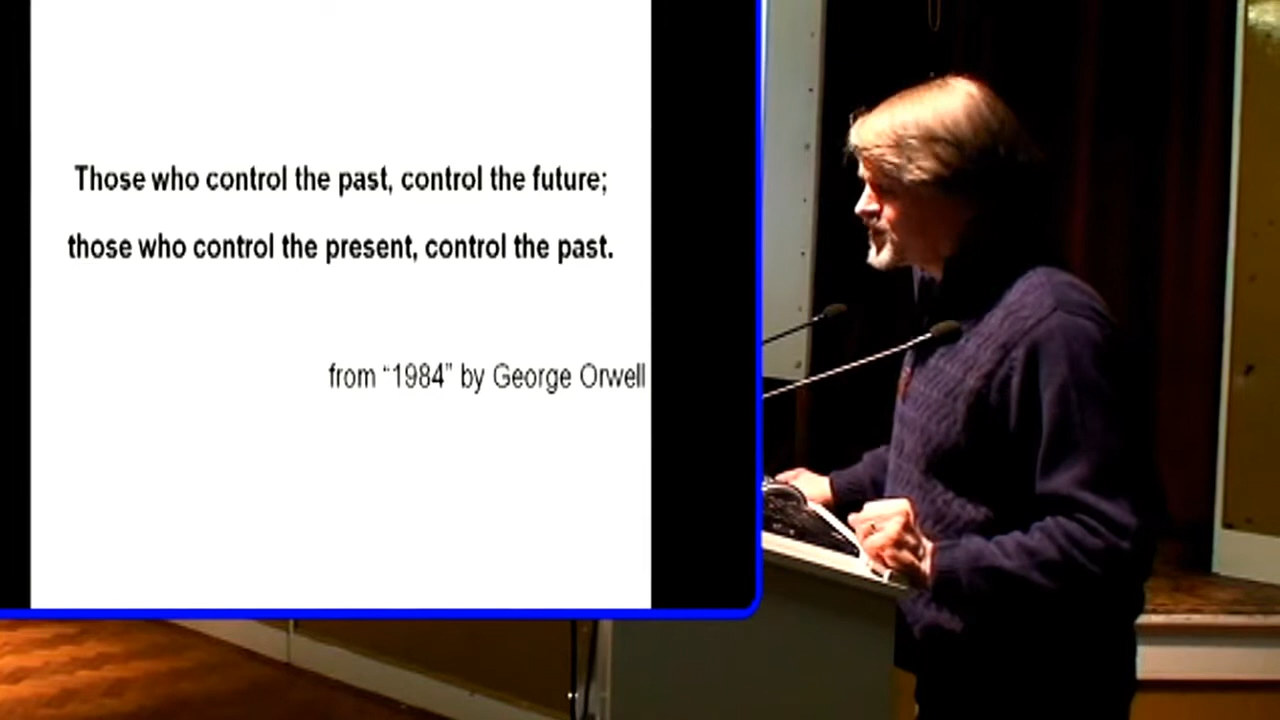 Those who control the past, control the future;
those who control the present, control the past.
from “1984” by George Orwell